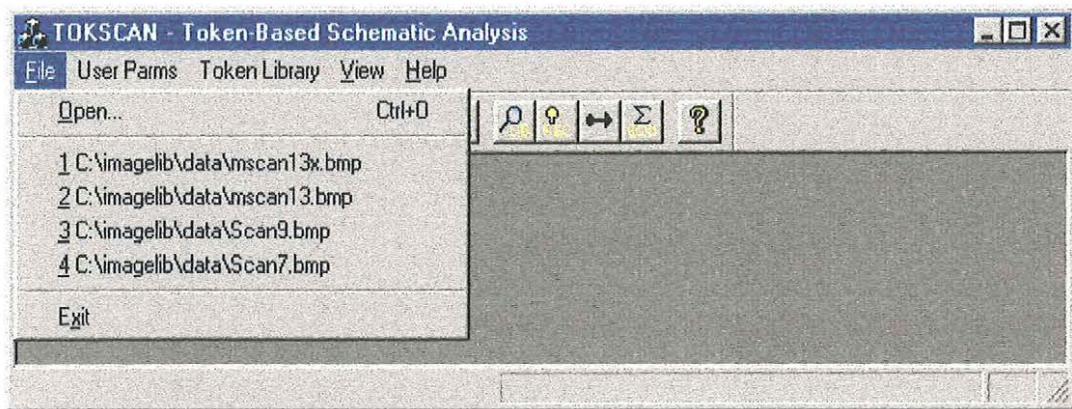 TOKSCAN - Token-Based Schematic Analysis
File User Parms Token Library View Help
Open... Ctrl+O
1 C:\imagelib\data\mscan13x.bmp
2 C:\imagelib\data\mscan13.bmp
3 C:\imagelib\data\Scan9.bmp
4 C:\imagelib\data\Scan7.bmp
Exit